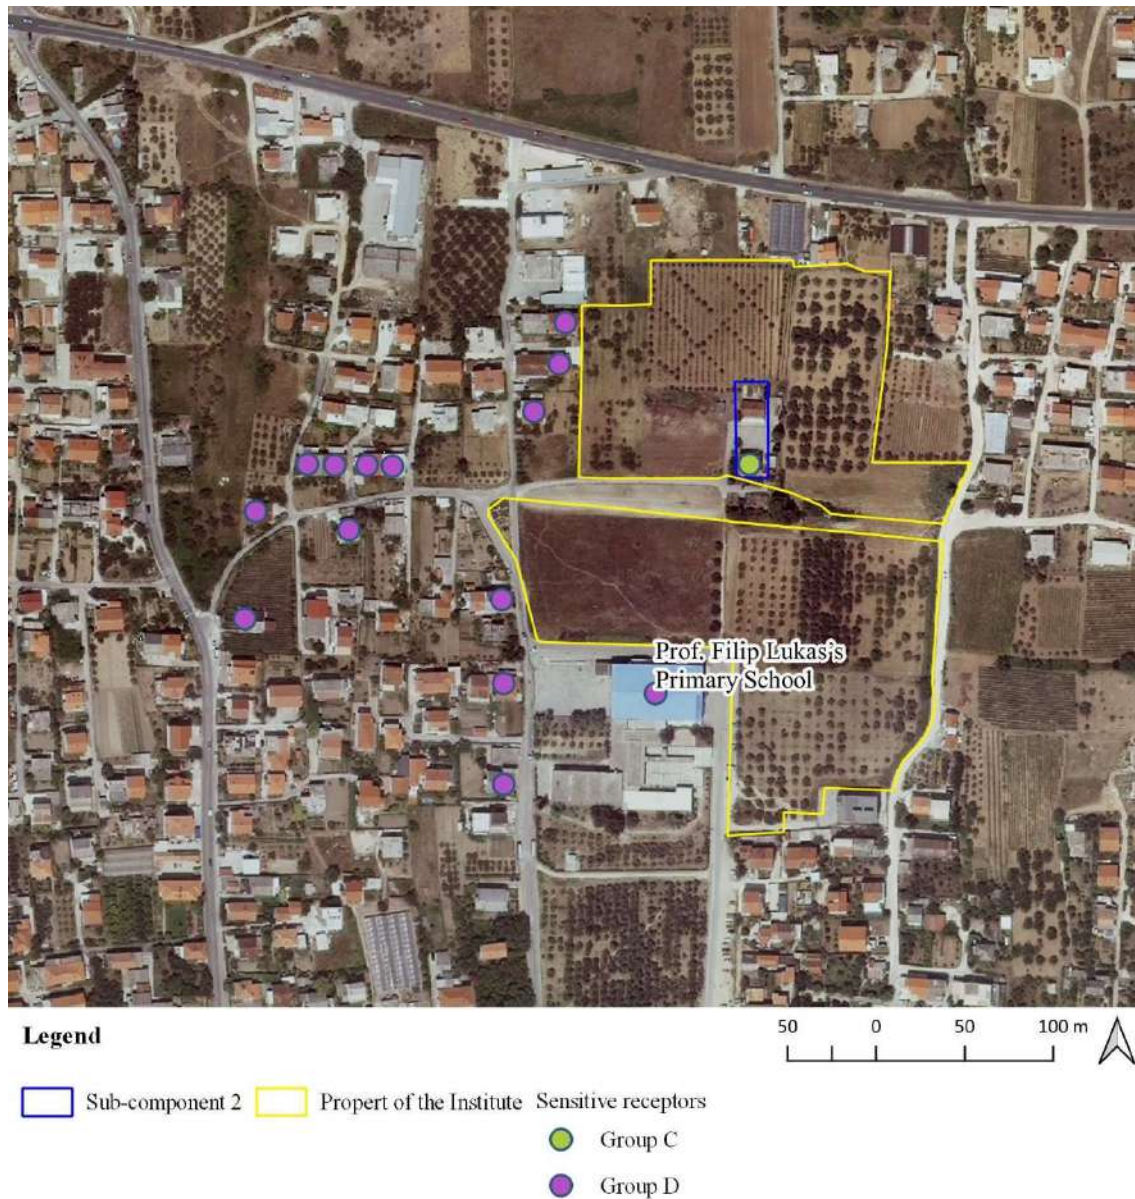 Prof. Filip Lukas's
Primary School
Legend
50 0 50 100 m
Sub-component 2
Propert of the Institute
Sensitive receptors
Group C
Group D